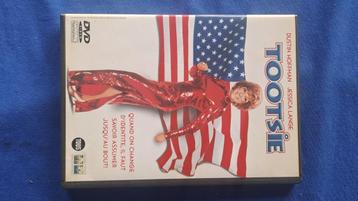 DUSTIN HOFFMAN JESSICA LANGE
TOOTSIE
QUAND ON CHANGE
D'IDENTITÉ, IL FAUT
SAVOIR ASSUMER
JUSQU'AU BOUT!
DVD